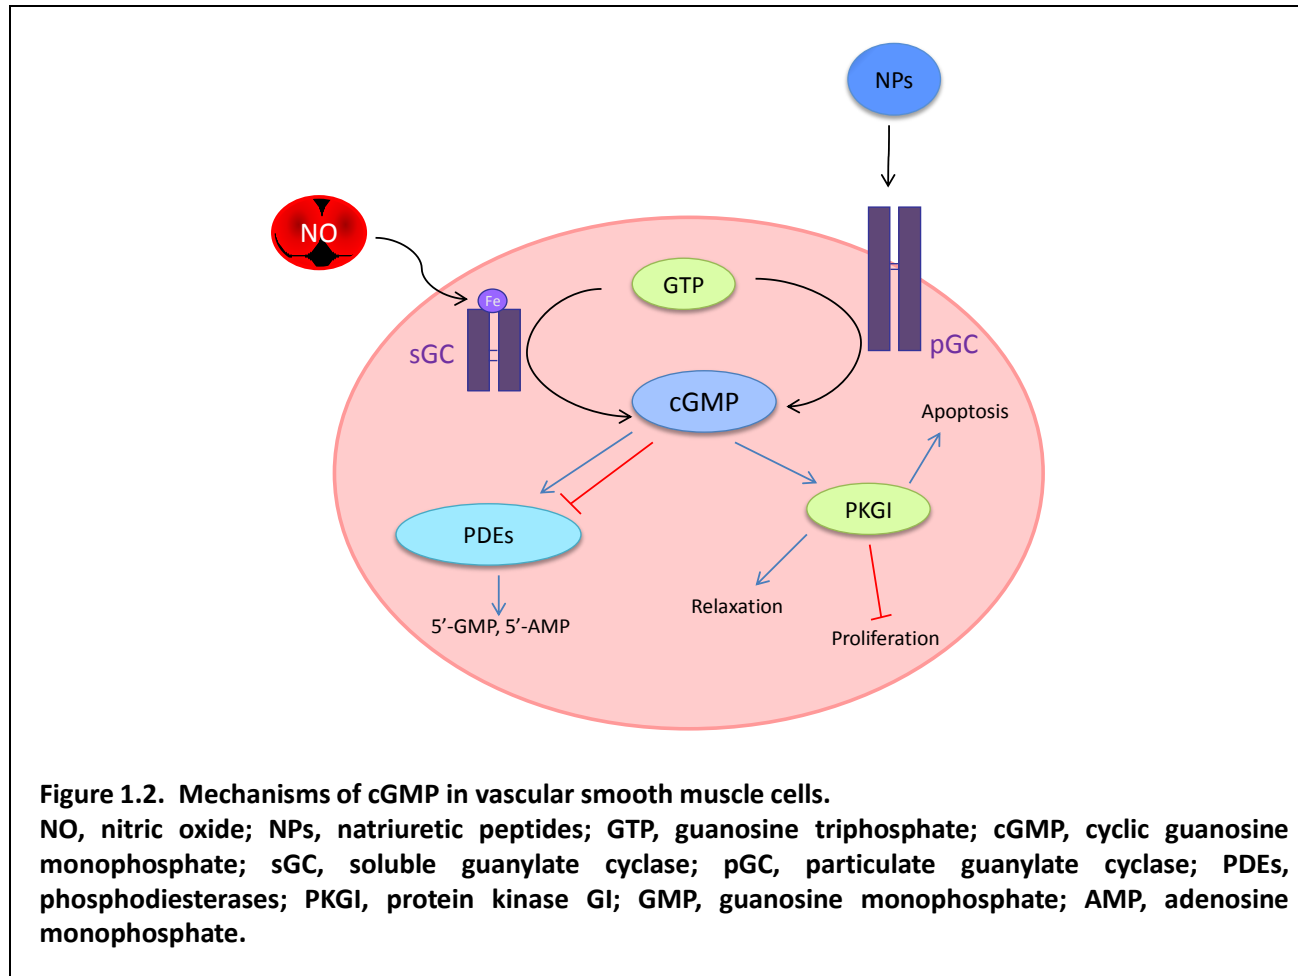 NPs
NO
Fe
GTP
sGC
pGC
cGMP
Apoptosis
PKGI
PDEs
Relaxation
5’-GMP, 5’-AMP
Proliferation
Figure 1.2. Mechanisms of cGMP in vascular smooth muscle cells.
NO, nitric oxide; NPs, natriuretic peptides; GTP, guanosine triphosphate; cGMP, cyclic guanosine
monophosphate; sGC, soluble guanylate cyclase; pGC, particulate guanylate cyclase; PDEs,
phosphodiesterases; PKGI, protein kinase GI; GMP, guanosine monophosphate; AMP, adenosine
monophosphate.